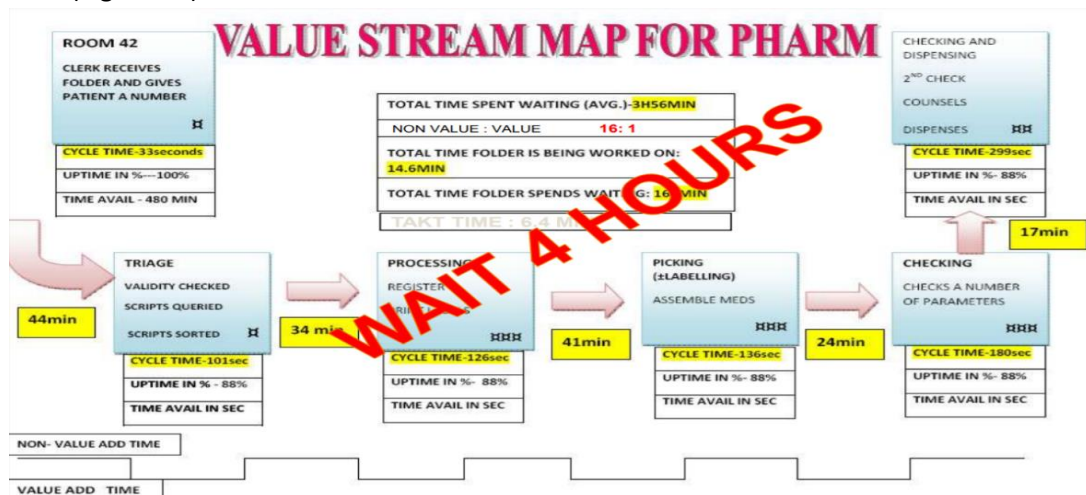 VALUE STREAM MAP FOR PHARM
ROOM 42
CLERK RECEIVES
FOLDER AND GIVES
PATIENT A NUMBER
¤
CYCLE TIME-33seconds
UPTIME IN %---100%
TIME AVAIL - 480 MIN
TOTAL TIME SPENT WAITING (AVG.)-3H56MIN
NON VALUE : VALUE 16: 1
TOTAL TIME FOLDER IS BEING WORKED ON:
14.6MIN
TOTAL TIME FOLDER SPENDS
TAKT TIME : 6.4
WAIT 4 HOURS
CHECKING AND
DISPENSING
2ND CHECK
COUNSELS
DISPENSES ¤¤
CYCLE TIME-299sec
UPTIME IN %- 88%
TIME AVAIL IN SEC
17min
44min
TRIAGE
VALIDITY CHECKED
SCRIPTS QUERIED
SCRIPTS SORTED ¤
CYCLE TIME-101sec
UPTIME IN % - 88%
TIME AVAIL IN SEC
34 min
PROCESSING
REGISTER
¤¤¤
CYCLE TIME-126sec
UPTIME IN %- 88%
TIME AVAIL IN SEC
41min
PICKING
(±LABELLING)
ASSEMBLE MEDS
¤¤¤
CYCLE TIME-136sec
UPTIME IN %- 88%
TIME AVAIL IN SEC
24min
CHECKING
CHECKS A NUMBER
OF PARAMETERS
¤¤¤
CYCLE TIME-180sec
UPTIME IN %- 88%
TIME AVAIL IN SEC
NON- VALUE ADD TIME
VALUE ADD TIME